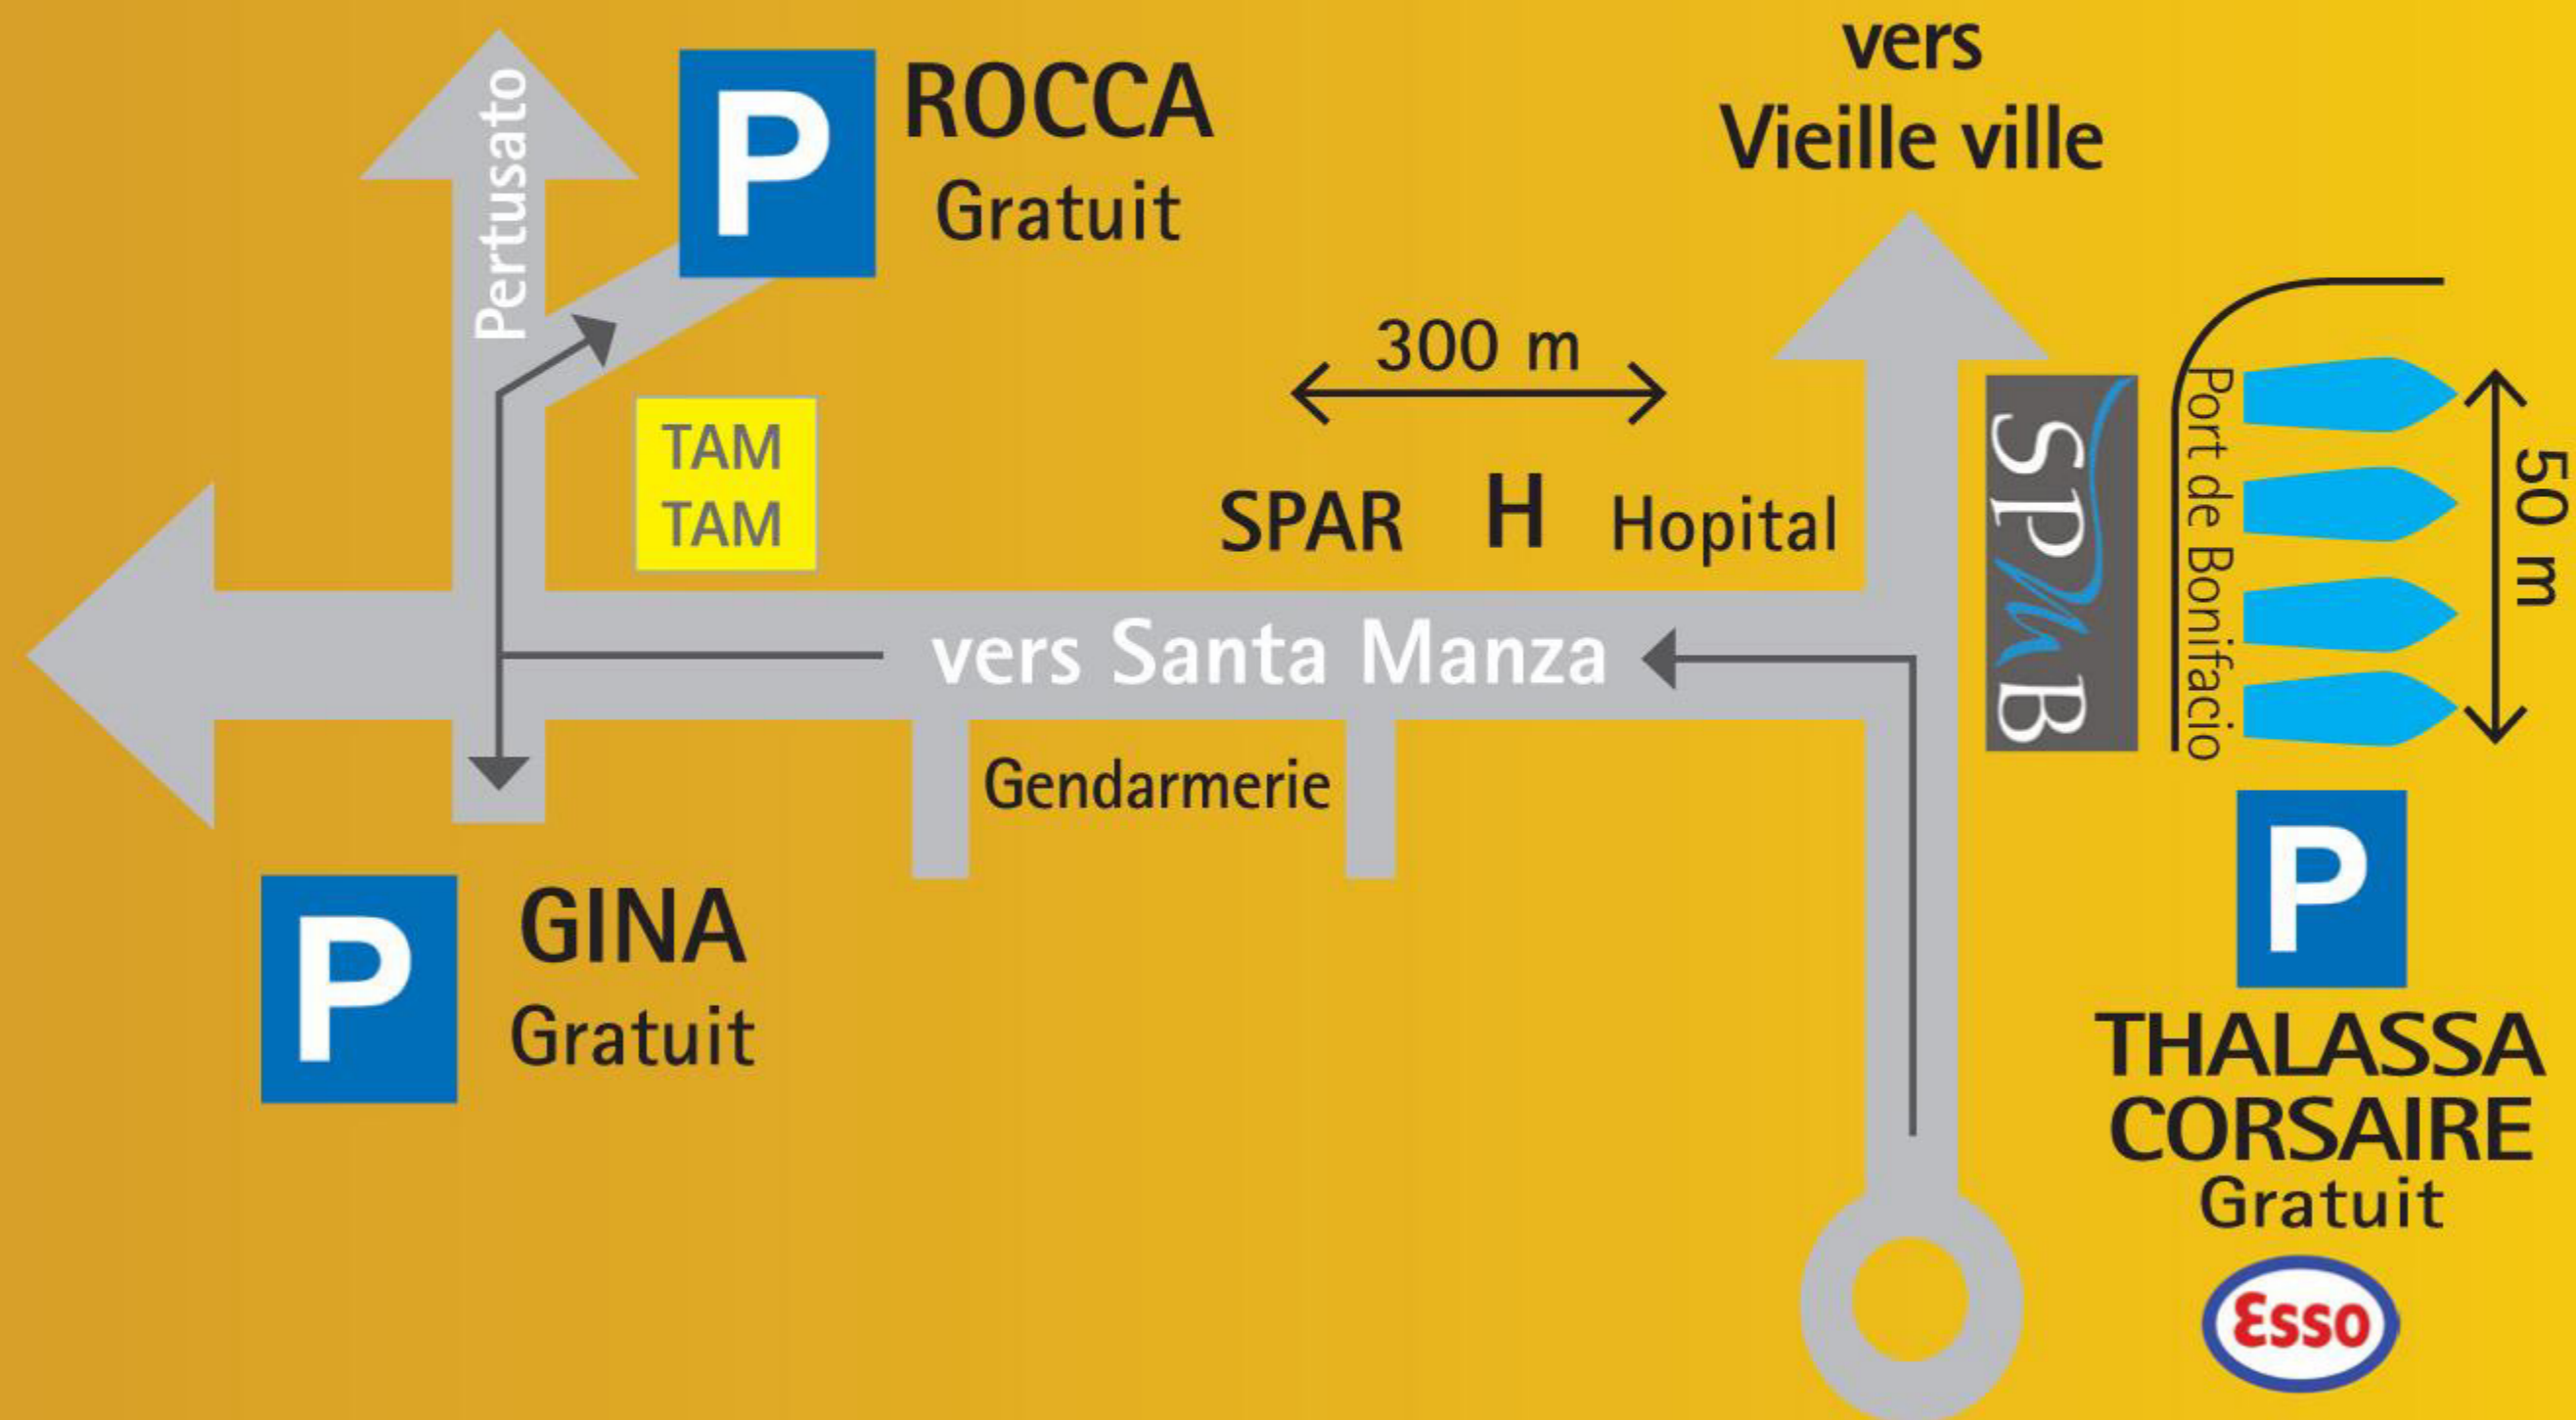 Pertusato
P
ROCCA
Gratuit
vers
Vieille ville
300 m
TAM
TAM
SPAR H Hopital
SPMB
Port de Bonifacio
50 m
vers Santa Manza
Gendarmerie
P
GINA
Gratuit
P
THALASSA
CORSAIRE
Gratuit
Esso